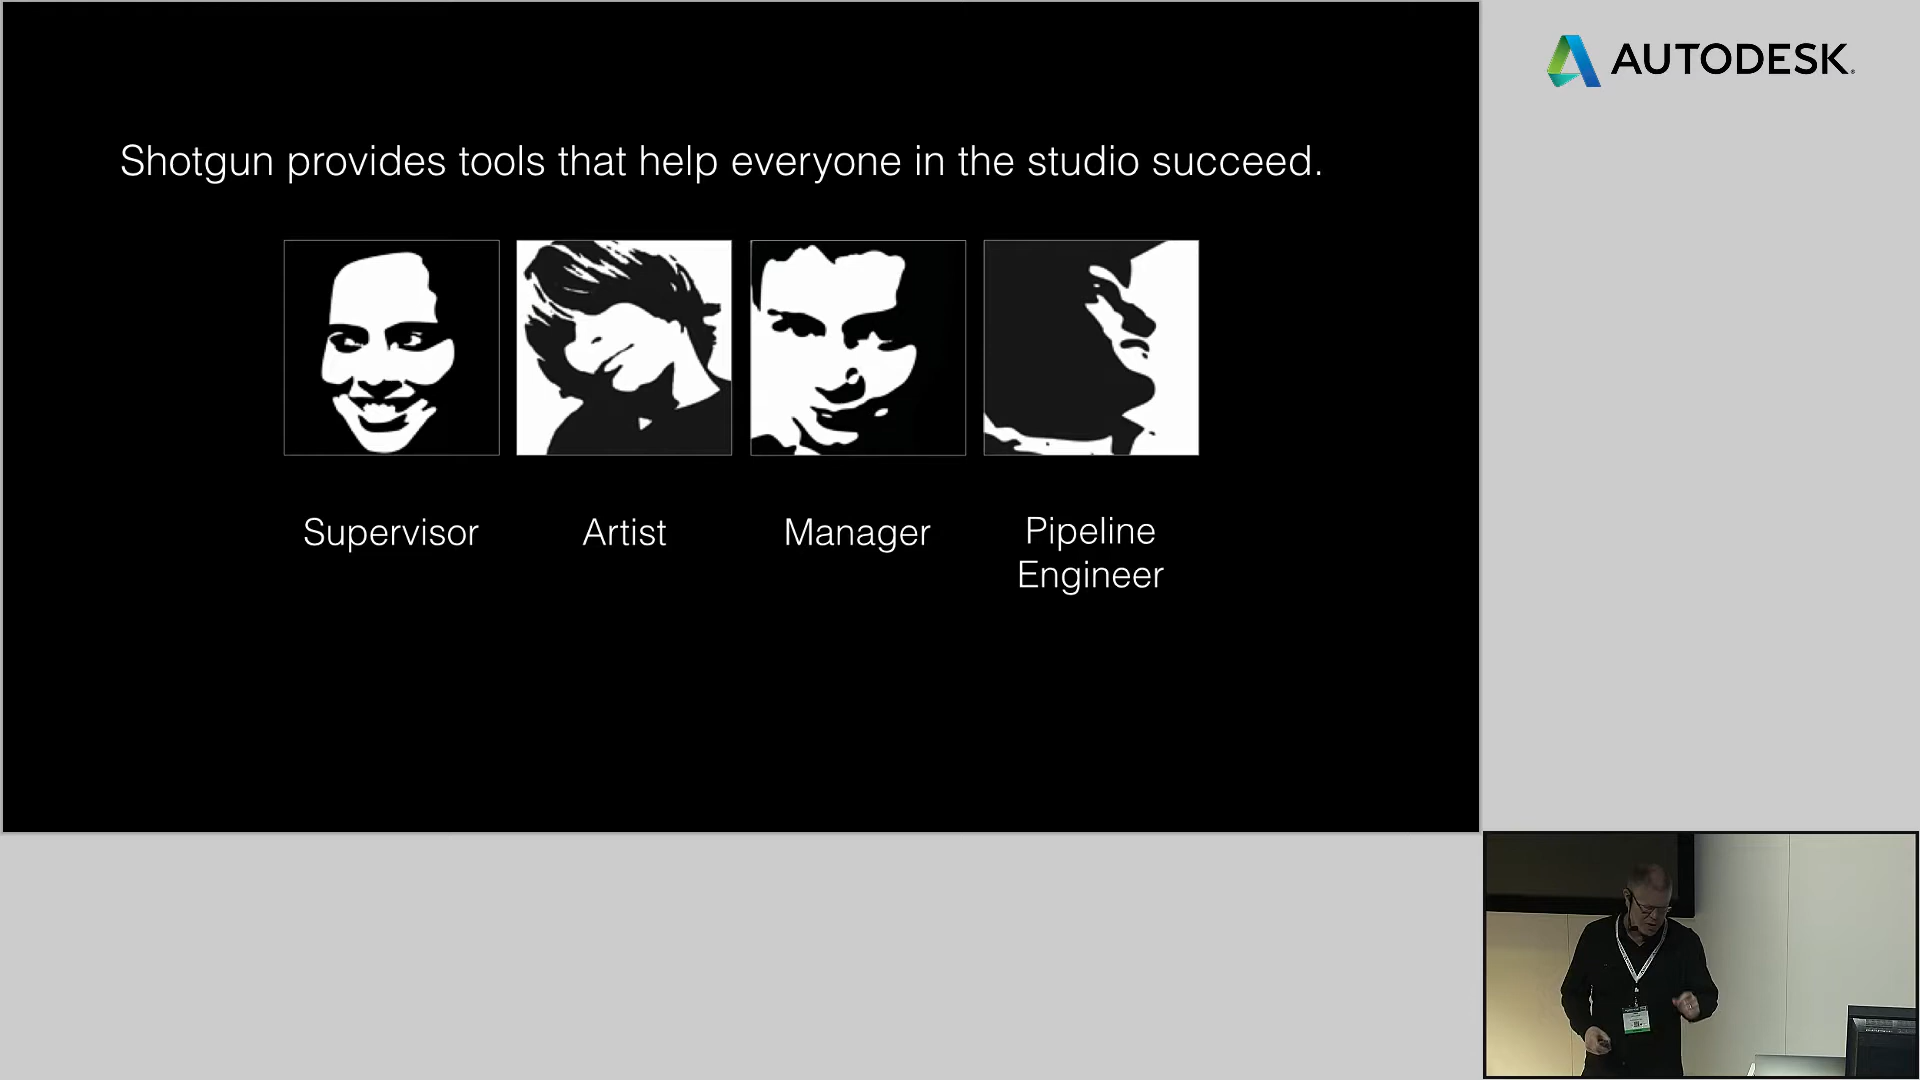 Shotgun provides tools that help everyone in the studio succeed.
Supervisor
Artist
Manager
Pipeline
Engineer
AUTODESK.